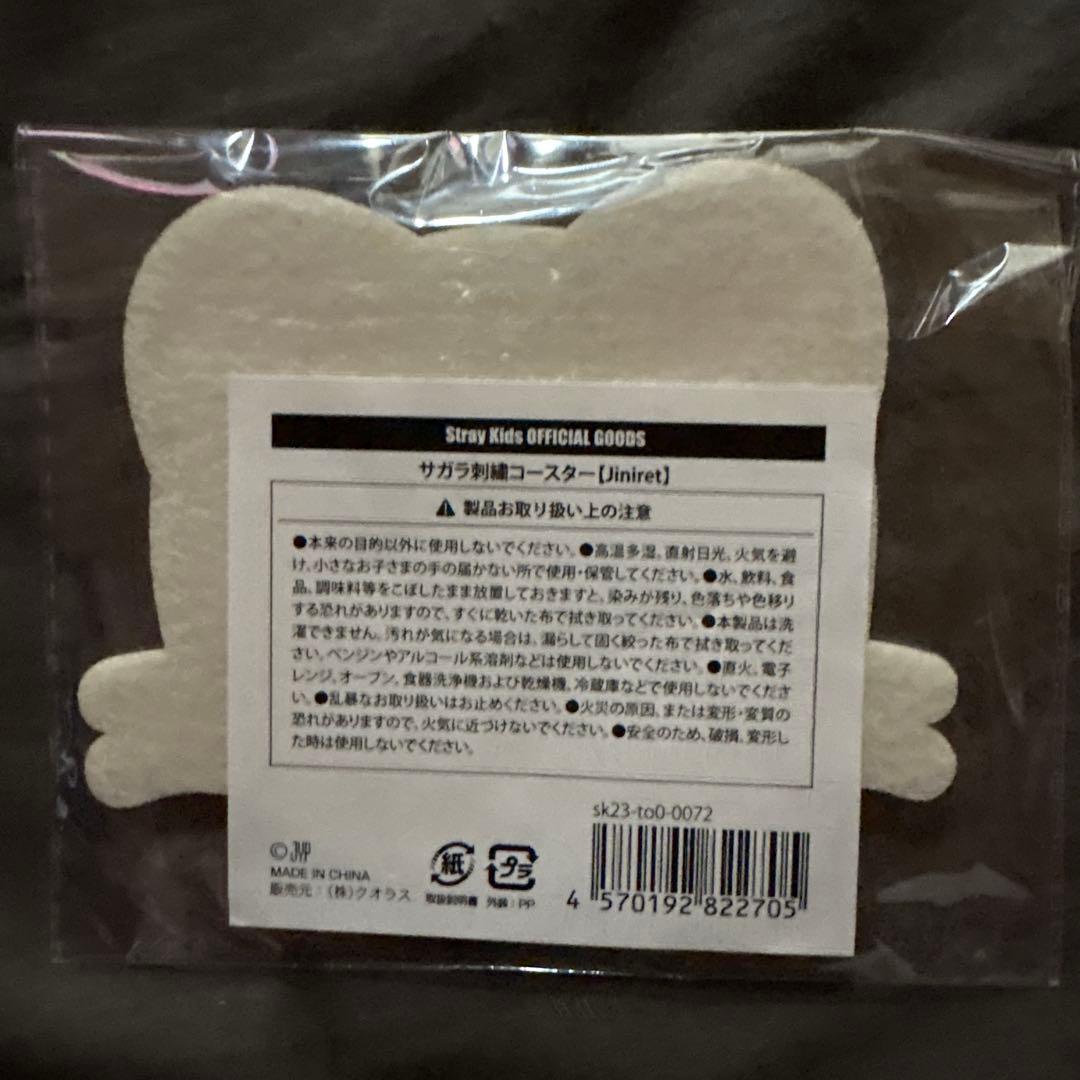 Stray Kids OFFICIAL GOODS
サガラ刺繍コースター【Jiniret】
⚠ 製品お取り扱い上の注意
●本来の目的以外に使用しないでください。●高温多湿、直射日光、火気を避
け、小さなお子さまの手の届かない所で使用・保管してください。●水、飲料、食
品、調味料等をこぼしたまま放置しておきますと、染みが残り、色落ちや色移り
する恐れがありますので、すぐに乾いた布で拭き取ってください。●本製品は洗
濯できません。汚れが気になる場合は、濡らして固く絞った布で拭き取ってくだ
さい。ベンジンやアルコール系溶剤などは使用しないでください。●直火、電子
レンジ、オーブン、食器洗浄機および乾燥機、冷蔵庫などで使用しないでくださ
い。●乱暴なお取り扱いはお止めください。●火災の原因、または変形・変質の
恐れがありますので、火気に近づけないでください。●安全のため、破損、変形し
た時は使用しないでください。
sk23-to0-0072
© JYP
MADE IN CHINA
販売元：(株)クオラス
紙
取扱説明書
プラ
外装：PP
4 570192 822705